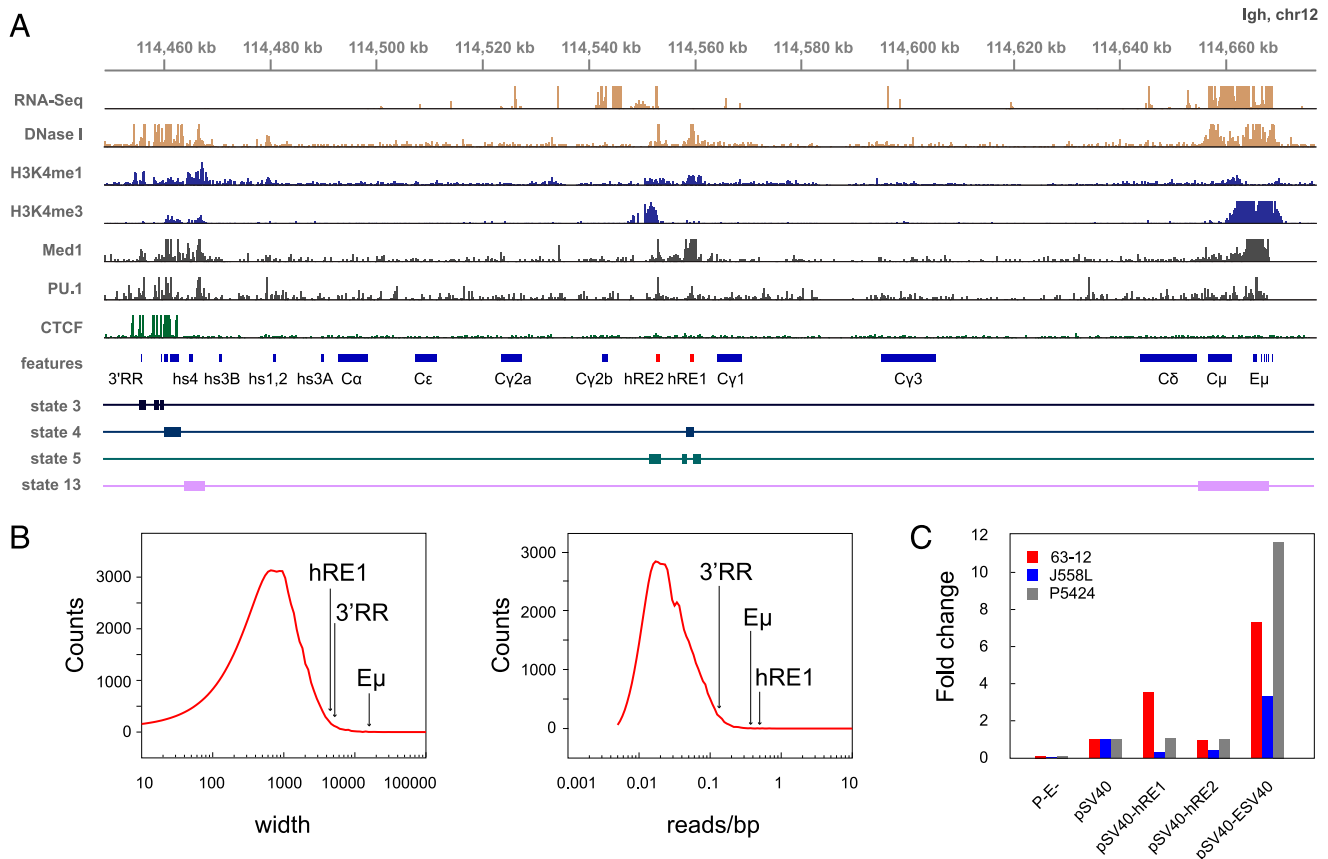 Igh, chr12
A
114,460 kb 114,480 kb 114,500 kb 114,520 kb 114,540 kb 114,560 kb 114,600 kb 114,620 kb 114,640 kb 114,660 kb
RNA-Seq
DNase I
H3K4me1
H3K4me3
Med1
PU.1
CTCF
features
3'RR hs4 hs3B hs1,2 hs3A Cα Cε Cγ2a Cγ2b hRE2 hRE1 Cγ1 Cγ3 Cδ Cμ Eμ
state 3
state 4
state 5
state 13
B
Counts
3000
2000
1000
0
10 100 1000 10000 100000
width
hRE1
3'RR
Eμ
Counts
3000
2000
1000
0
0.001 0.01 0.1 1 10
reads/bp
3'RR
Eμ
hRE1
C
Fold change
12
10
8
6
4
2
0
63-12
J558L
P5424
P-E-
pSV40
pSV40-hRE1
pSV40-hRE2
pSV40-ESV40